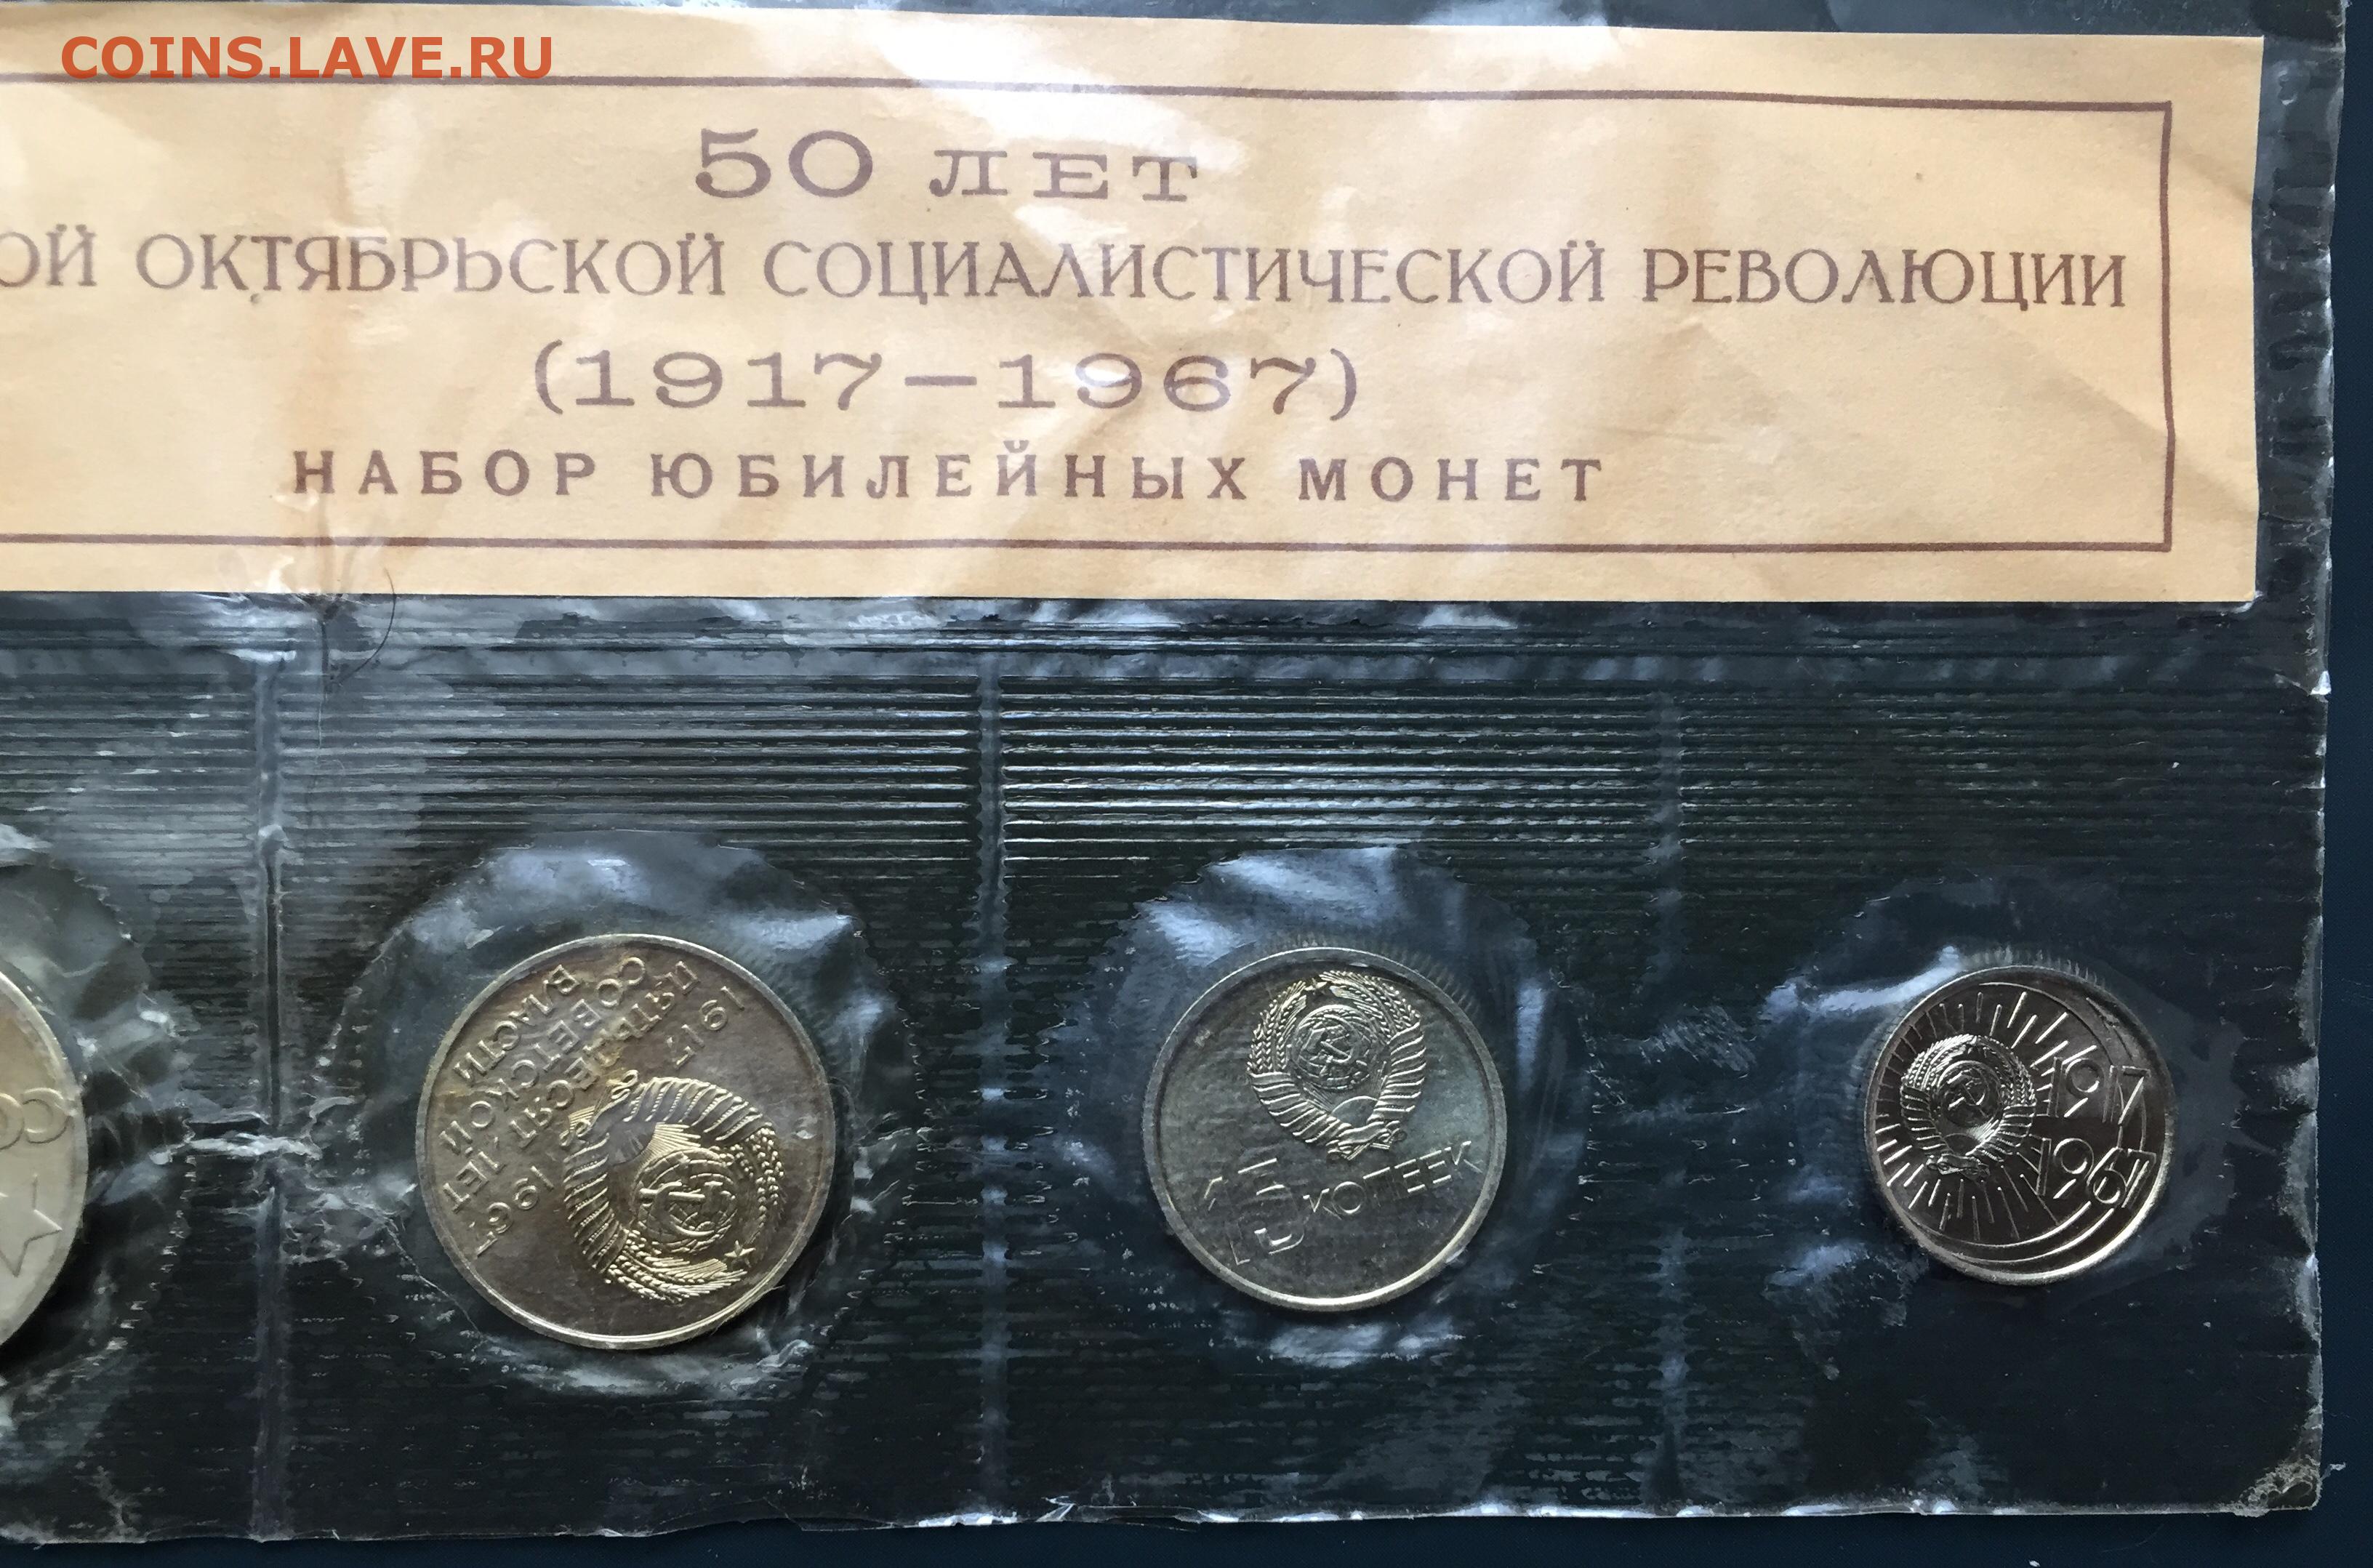 COINS.LAVE.RU
50 ЛЕТ
ОЙ ОКТЯБРЬСКОЙ СОЦИАЛИСТИЧЕСКОЙ РЕВОЛЮЦИИ
(1917–1967)
НАБОР ЮБИЛЕЙНЫХ МОНЕТ
1917
ПЯТЬДЕСЯТ ЛЕТ
СОВЕТСКОЙ
ВЛАСТИ
1967
15 КОПЕЕК
1917
1967